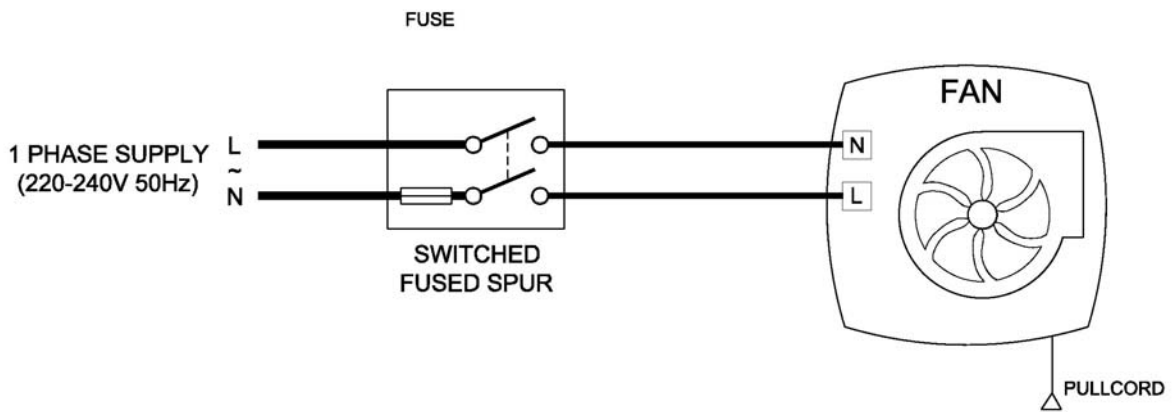 FUSE
FAN
1 PHASE SUPPLY
(220-240V 50Hz)
L
~
N
N
L
SWITCHED
FUSED SPUR
PULLCORD